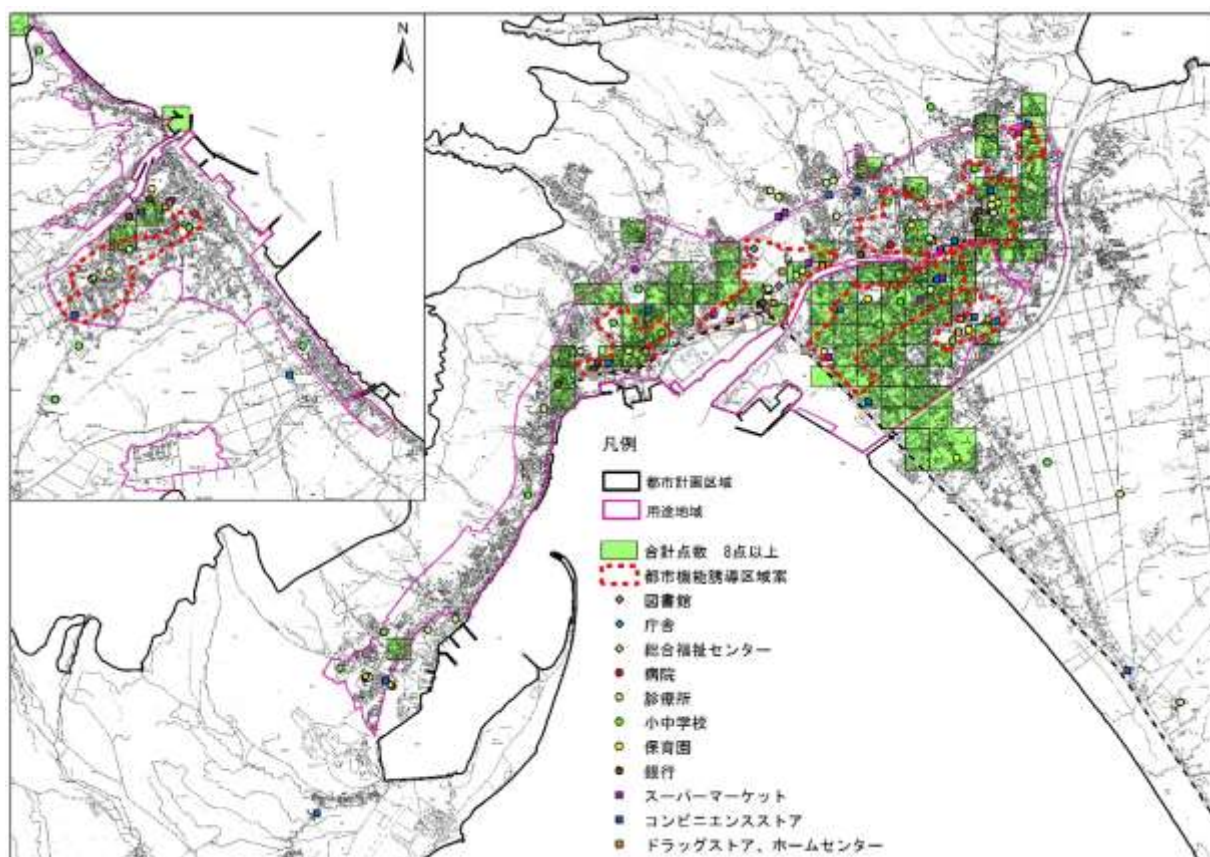 N
凡例
都市計画区域
用途地域
合計点数 8点以上
都市機能誘導区域案
図書館
庁舎
総合福祉センター
病院
診療所
小中学校
保育園
銀行
スーパーマーケット
コンビニエンスストア
ドラッグストア、ホームセンター